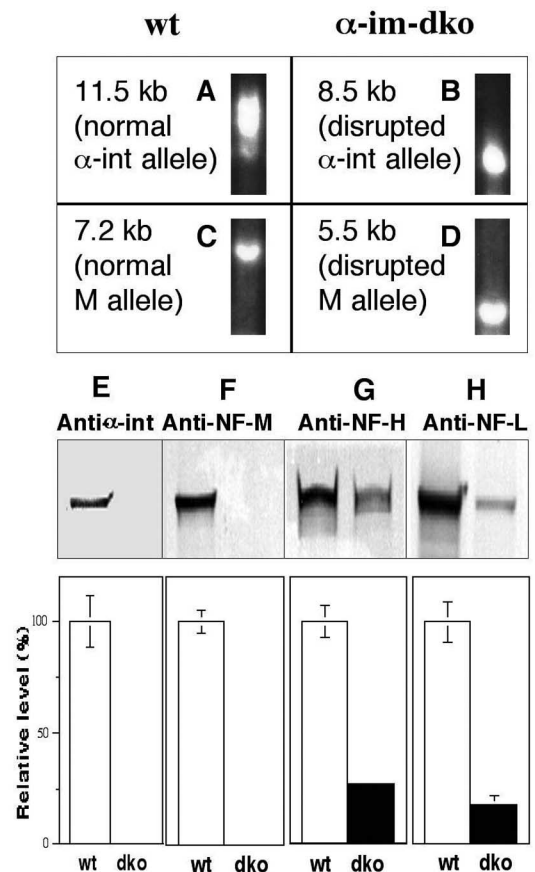 wt α-im-dko
11.5 kb A
(normal
α-int allele)
8.5 kb B
(disrupted
α-int allele)
7.2 kb C
(normal
M allele)
5.5 kb D
(disrupted
M allele)
E F G H
Antiα-int Anti-NF-M Anti-NF-H Anti-NF-L
Relative level (%)
100
50
0
wt dko wt dko wt dko wt dko